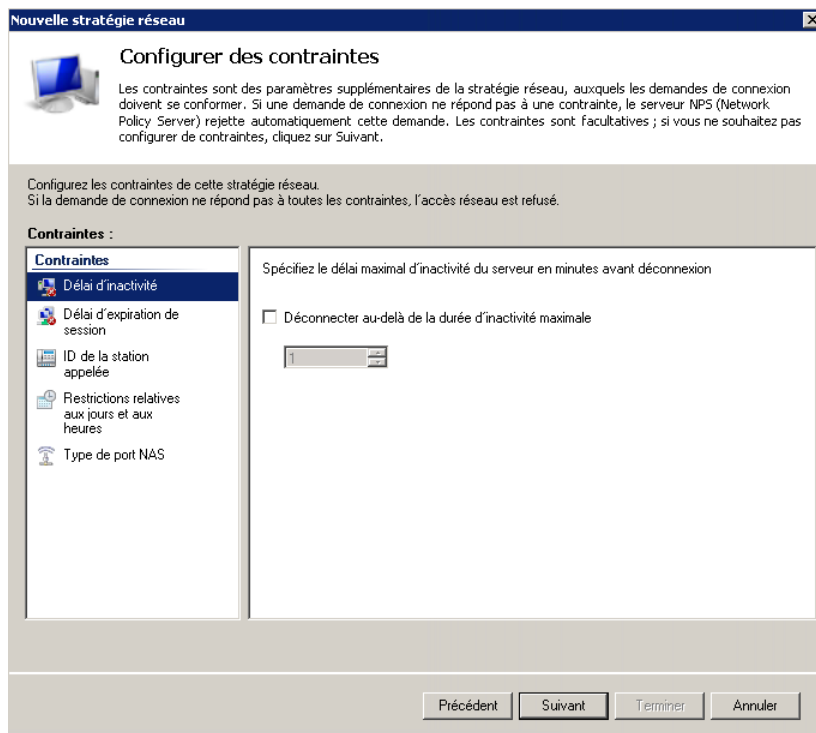 Nouvelle stratégie réseau
Configurer des contraintes
Les contraintes sont des paramètres supplémentaires de la stratégie réseau, auxquels les demandes de connexion
doivent se conformer. Si une demande de connexion ne répond pas à une contrainte, le serveur NPS (Network
Policy Server) rejette automatiquement cette demande. Les contraintes sont facultatives ; si vous ne souhaitez pas
configurer de contraintes, cliquez sur Suivant.
Configurez les contraintes de cette stratégie réseau.
Si la demande de connexion ne répond pas à toutes les contraintes, l'accès réseau est refusé.
Contraintes :
Contraintes
Délai d'inactivité
Délai d'expiration de
session
ID de la station
appelée
Restrictions relatives
aux jours et aux
heures
Type de port NAS
Spécifiez le délai maximal d'inactivité du serveur en minutes avant déconnexion
Déconnecter au-delà de la durée d'inactivité maximale
1
Précédent
Suivant
Terminer
Annuler